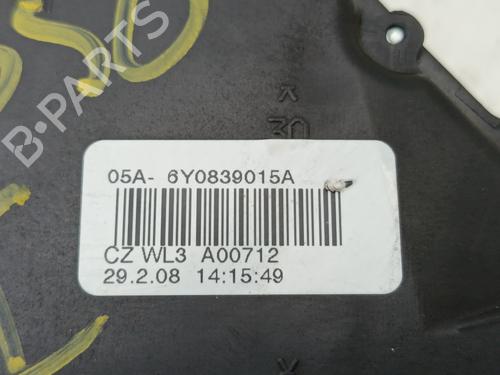 B-PARTS
30
05A- 6Y0839015A
CZ WL3 A00712
29.2.08 14:15:49